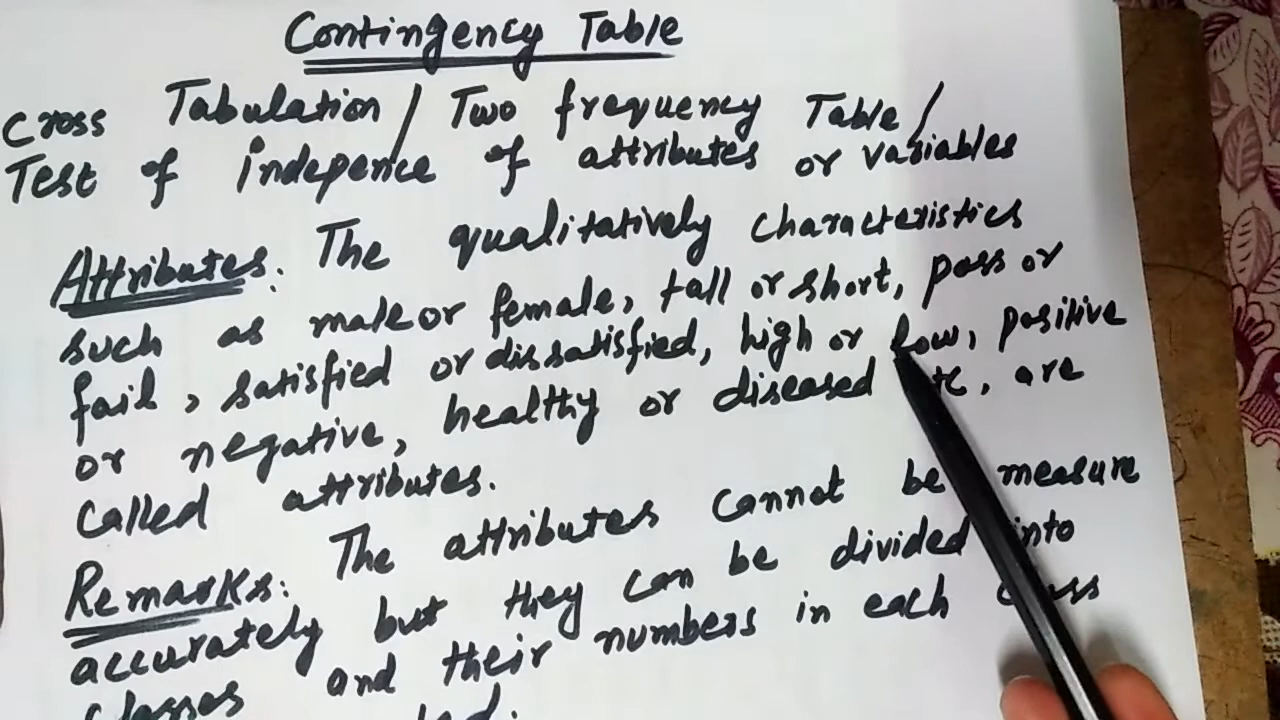 Contingency Table
Cross Tabulation / Two frequency Table /
Test of indepence of attributes or variables
Attributes: The qualitatively characteristics
such as male or female, tall or short, pass or
fail, satisfied or dissatisfied, high or low, positive
or negative, healthy or diseased etc, are
called attributes.
Remarks: The attributes cannot be measure
accurately but they can be divided into
classes and their numbers in each class